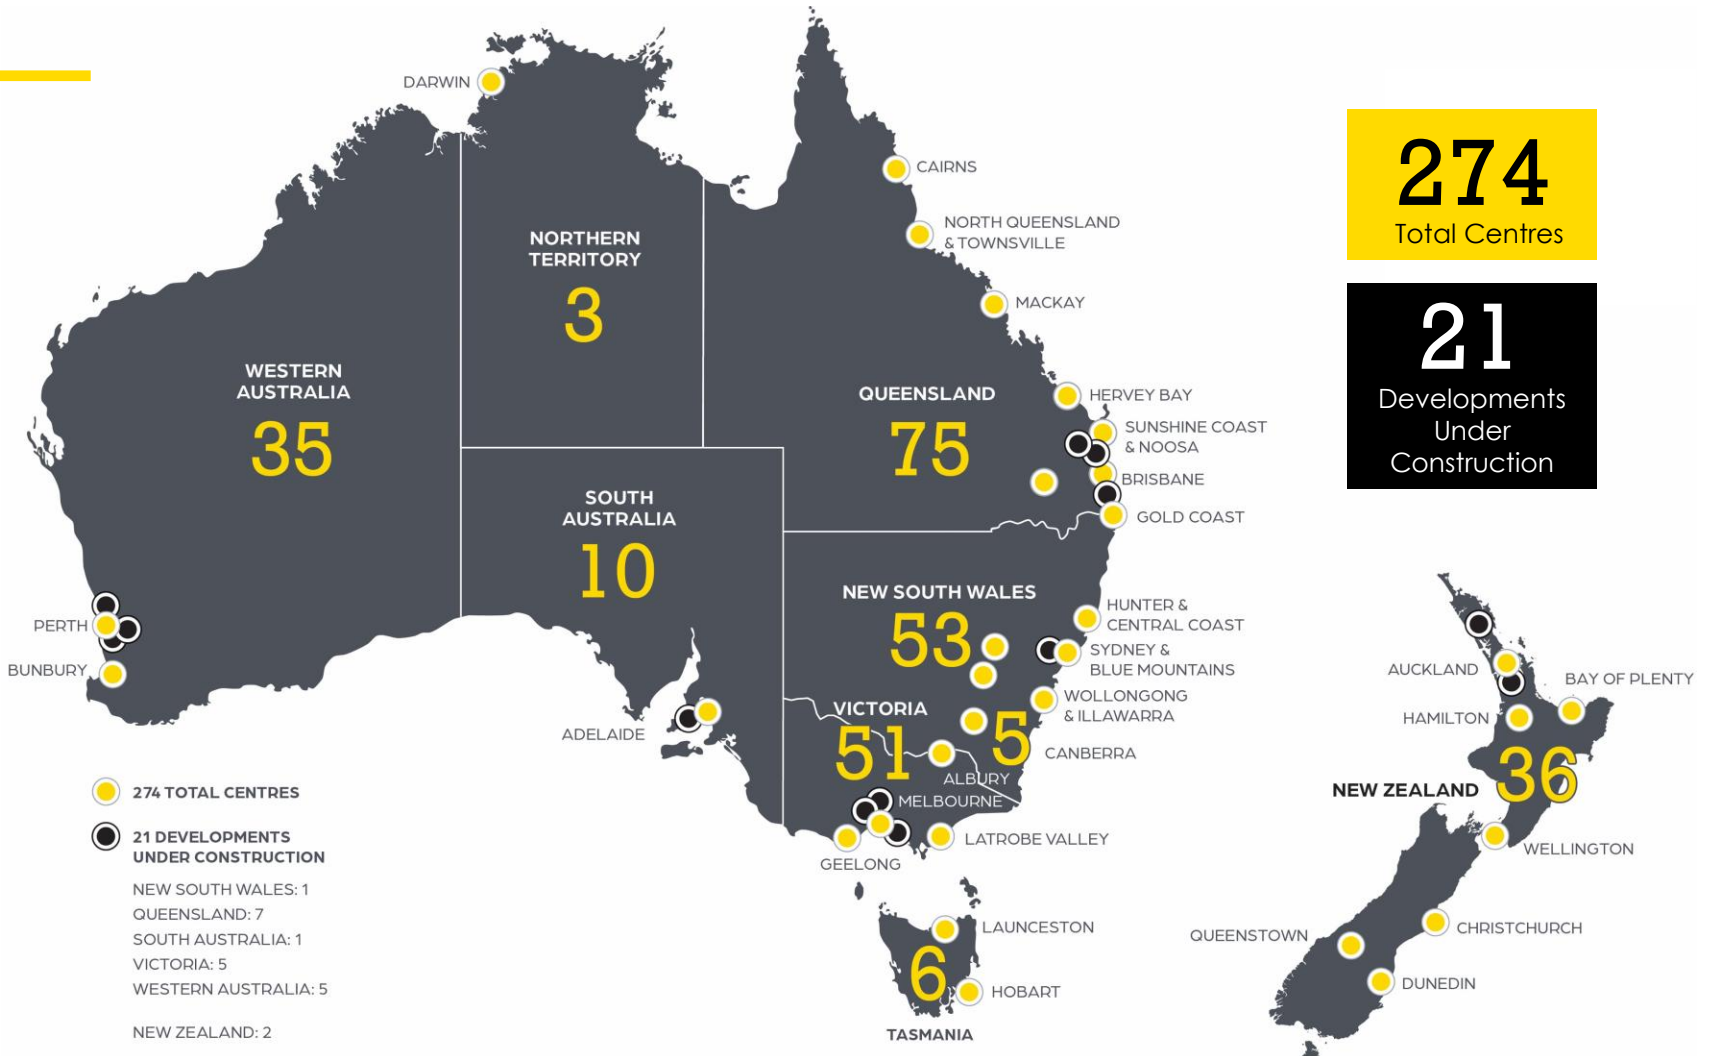 DARWIN
CAIRNS
NORTH QUEENSLAND
& TOWNSVILLE
MACKAY
NORTHERN
TERRITORY
3
WESTERN
AUSTRALIA
35
QUEENSLAND
75
HERVEY BAY
SUNSHINE COAST
& NOOSA
BRISBANE
GOLD COAST
SOUTH
AUSTRALIA
10
NEW SOUTH WALES
53
HUNTER &
CENTRAL COAST
SYDNEY &
BLUE MOUNTAINS
WOLLONGONG
& ILLAWARRA
PERTH
BUNBURY
ADELAIDE
VICTORIA
51
5
CANBERRA
ALBURY
MELBOURNE
LATROBE VALLEY
GEELONG
LAUNCESTON
6
HOBART
TASMANIA
274
Total Centres
21
Developments
Under
Construction
AUCKLAND
BAY OF PLENTY
HAMILTON
NEW ZEALAND
36
WELLINGTON
CHRISTCHURCH
QUEENSTOWN
DUNEDIN
274 TOTAL CENTRES
21 DEVELOPMENTS
UNDER CONSTRUCTION
NEW SOUTH WALES: 1
QUEENSLAND: 7
SOUTH AUSTRALIA: 1
VICTORIA: 5
WESTERN AUSTRALIA: 5
NEW ZEALAND: 2